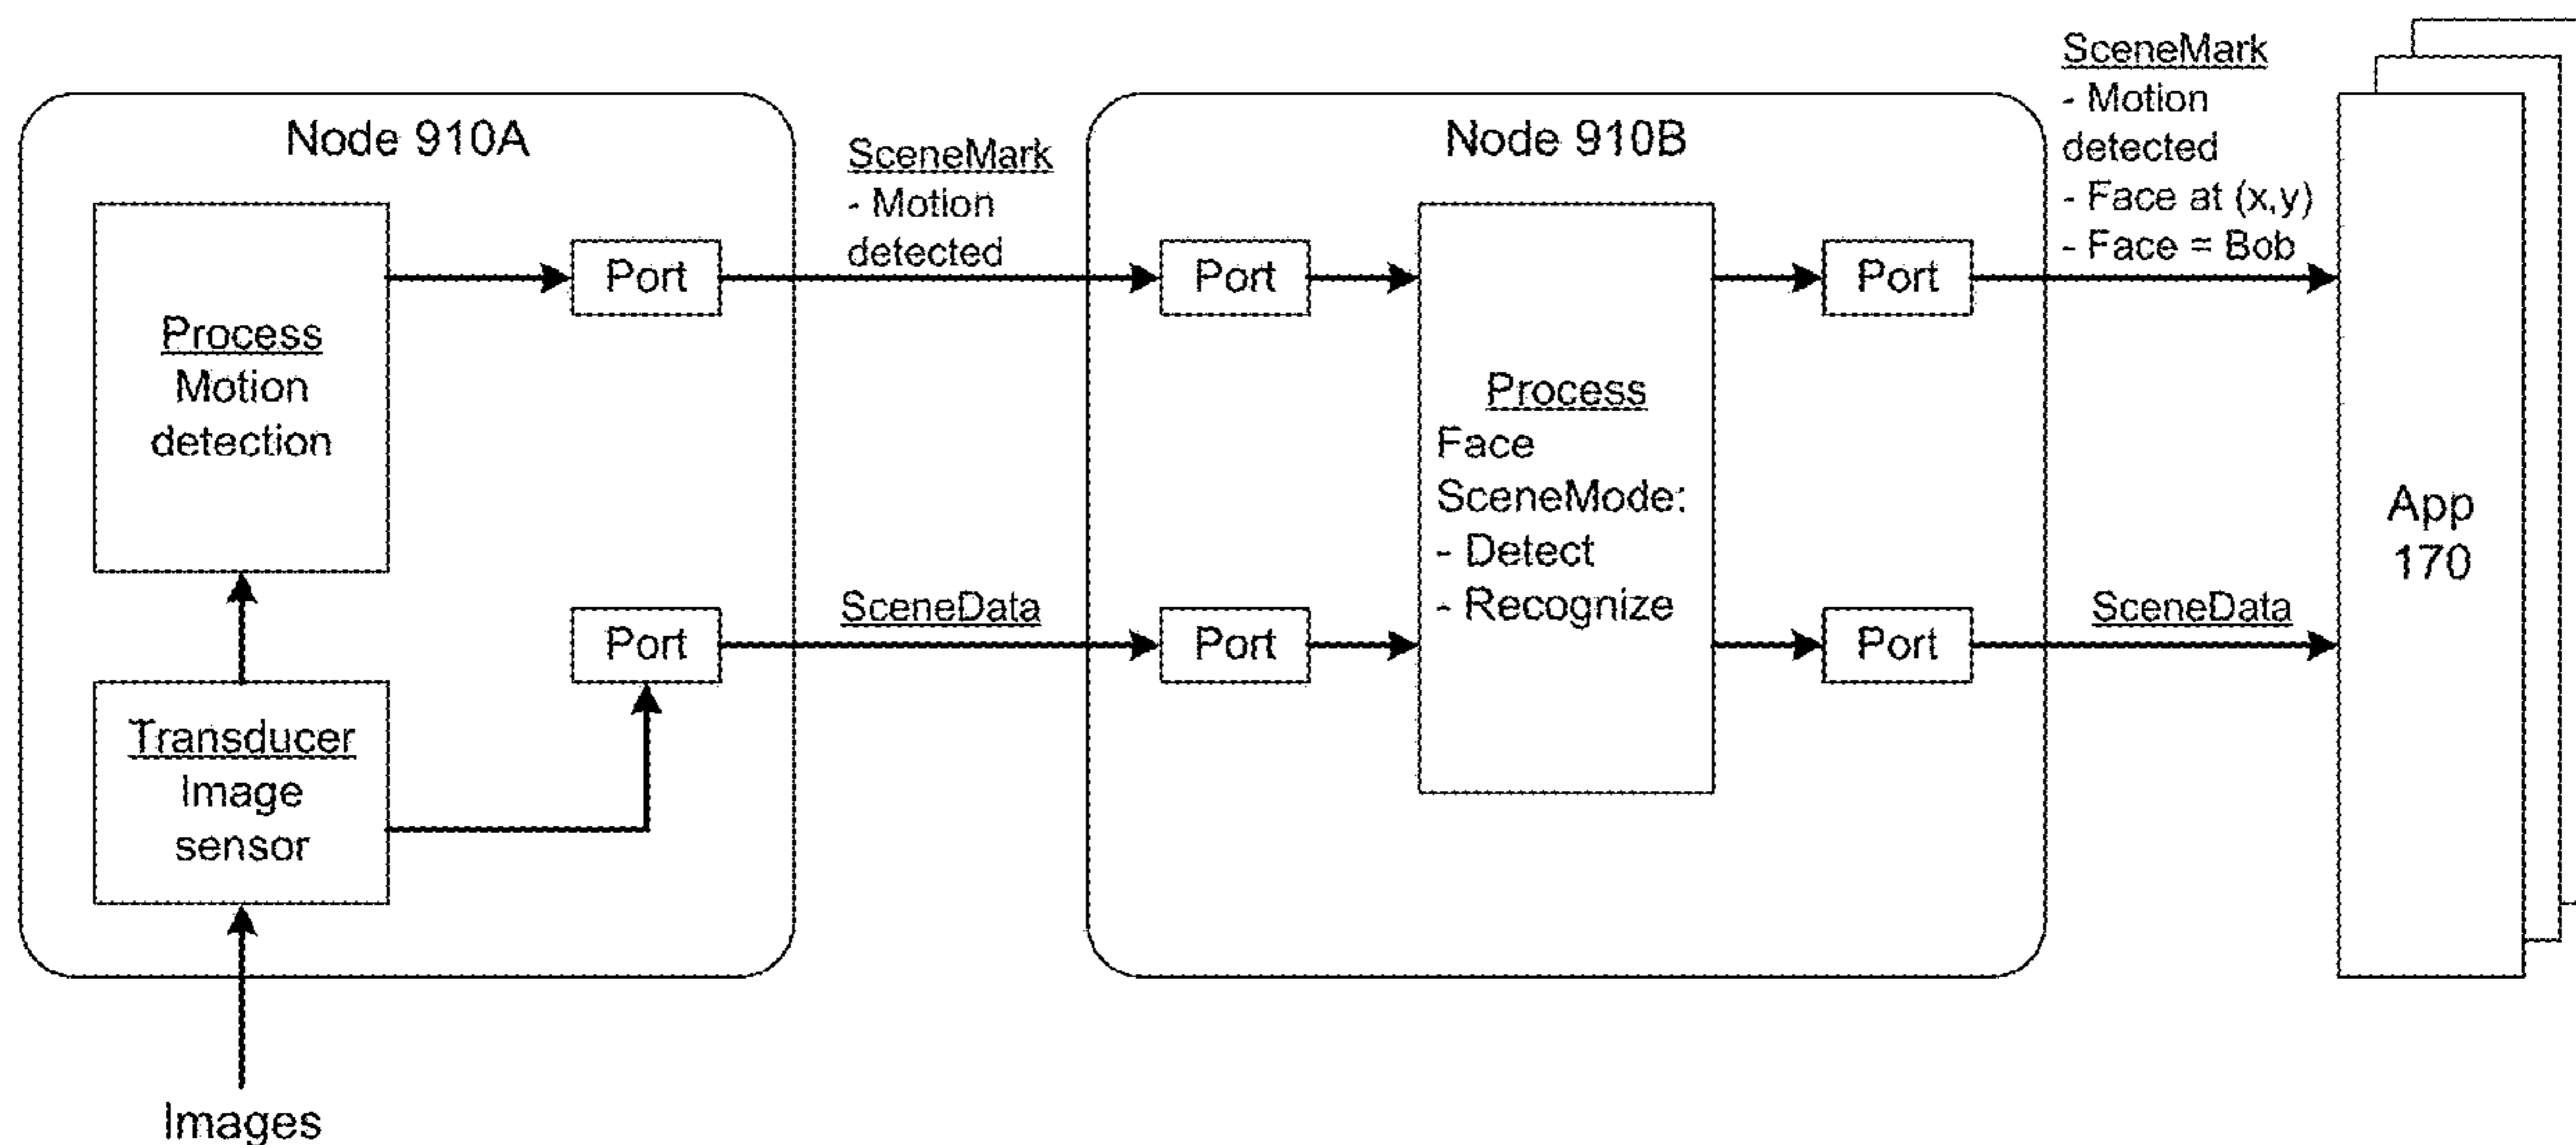 Node 910A
Process
Motion
detection
Port
Port
Transducer
Image
sensor
Images
SceneMark
- Motion
detected
SceneData
Node 910B
Port
Port
Process
Face
SceneMode:
- Detect
- Recognize
Port
Port
SceneMark
- Motion
detected
- Face at (x,y)
- Face = Bob
SceneData
App
170